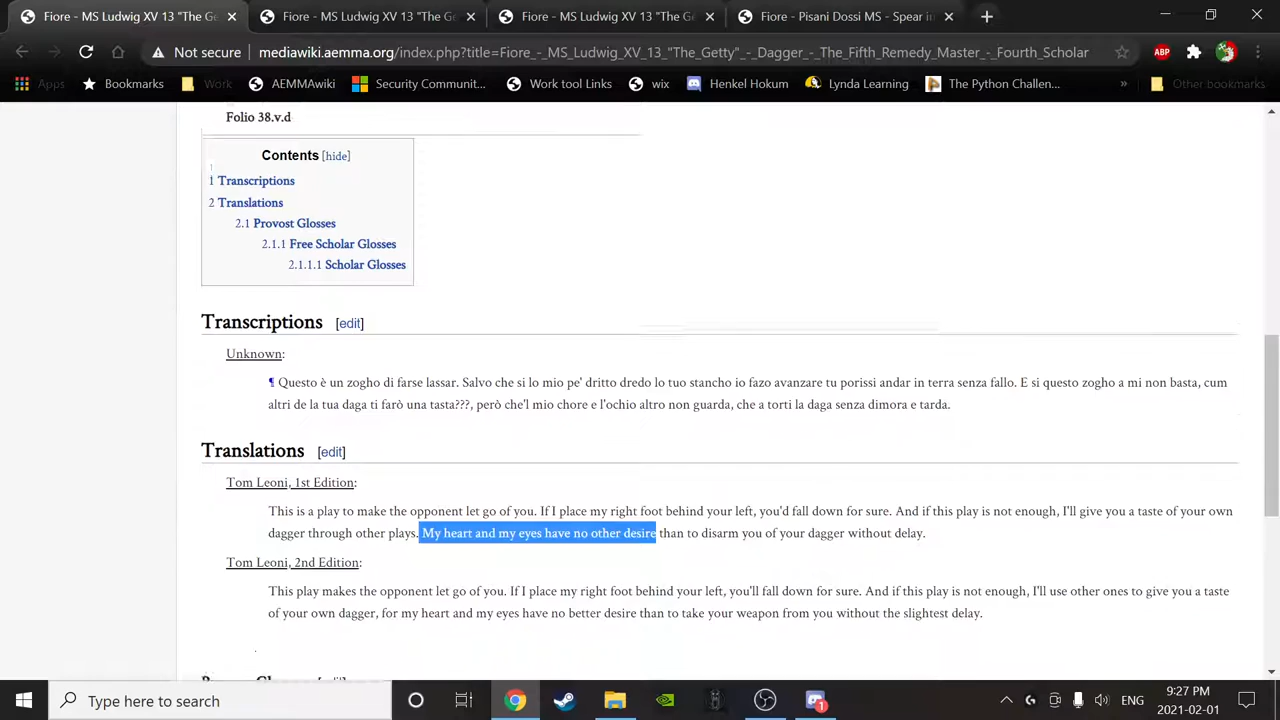 Fiore - MS Ludwig XV 13 "The Ge
Fiore - MS Ludwig XV 13 "The G
Fiore - MS Ludwig XV 13 "The G
Fiore - Pisani Dossi MS - Spear in
Not secure
mediawiki.aemma.org/index.php?title=Fiore_-_MS_Ludwig_XV_13_"The_Getty"_-_Dagger_-_The_Fifth_Remedy_Master_-_Fourth_Scholar
ABP
Apps Bookmarks Work AEMMAwiki Security Communit... Work tool Links wix Henkel Hokum Lynda Learning The Python Challen... » Other bookmarks
Folio 38.v.d
Contents [hide]
1 Transcriptions
2 Translations
2.1 Provost Glosses
2.1.1 Free Scholar Glosses
2.1.1.1 Scholar Glosses
Transcriptions [edit]
Unknown:
¶ Questo è un zogho di farse lassar. Salvo che si lo mio pe' dritto dredo lo tuo stancho io fazo avanzare tu porissi andar in terra senza fallo. E si questo zogho a mi non basta, cum
altri de la tua daga ti farò una tasta???, però che'l mio chore e l'ochio altro non guarda, che a torti la daga senza dimora e tarda.
Translations [edit]
Tom Leoni, 1st Edition:
This is a play to make the opponent let go of you. If I place my right foot behind your left, you'd fall down for sure. And if this play is not enough, I'll give you a taste of your own
dagger through other plays. My heart and my eyes have no other desire than to disarm you of your dagger without delay.
Tom Leoni, 2nd Edition:
This play makes the opponent let go of you. If I place my right foot behind your left, you'll fall down for sure. And if this play is not enough, I'll use other ones to give you a taste
of your own dagger, for my heart and my eyes have no better desire than to take your weapon from you without the slightest delay.
Type here to search
1
ENG
9:27 PM
2021-02-01